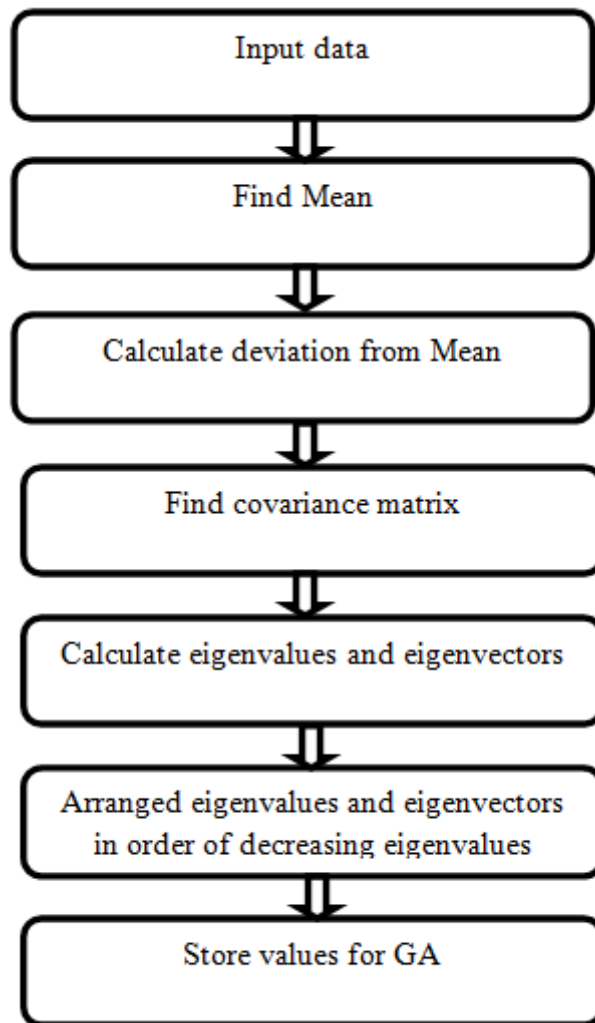 Input data
Find Mean
Calculate deviation from Mean
Find covariance matrix
Calculate eigenvalues and eigenvectors
Arranged eigenvalues and eigenvectors
in order of decreasing eigenvalues
Store values for GA